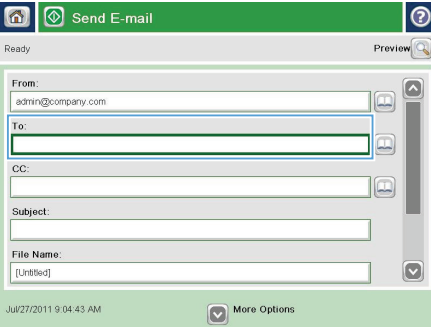 Send E-mail
Ready
Preview
From:
admin@company.com
To:
CC:
Subject:
File Name:
[Untitled]
Jul/27/2011 9:04:43 AM
More Options